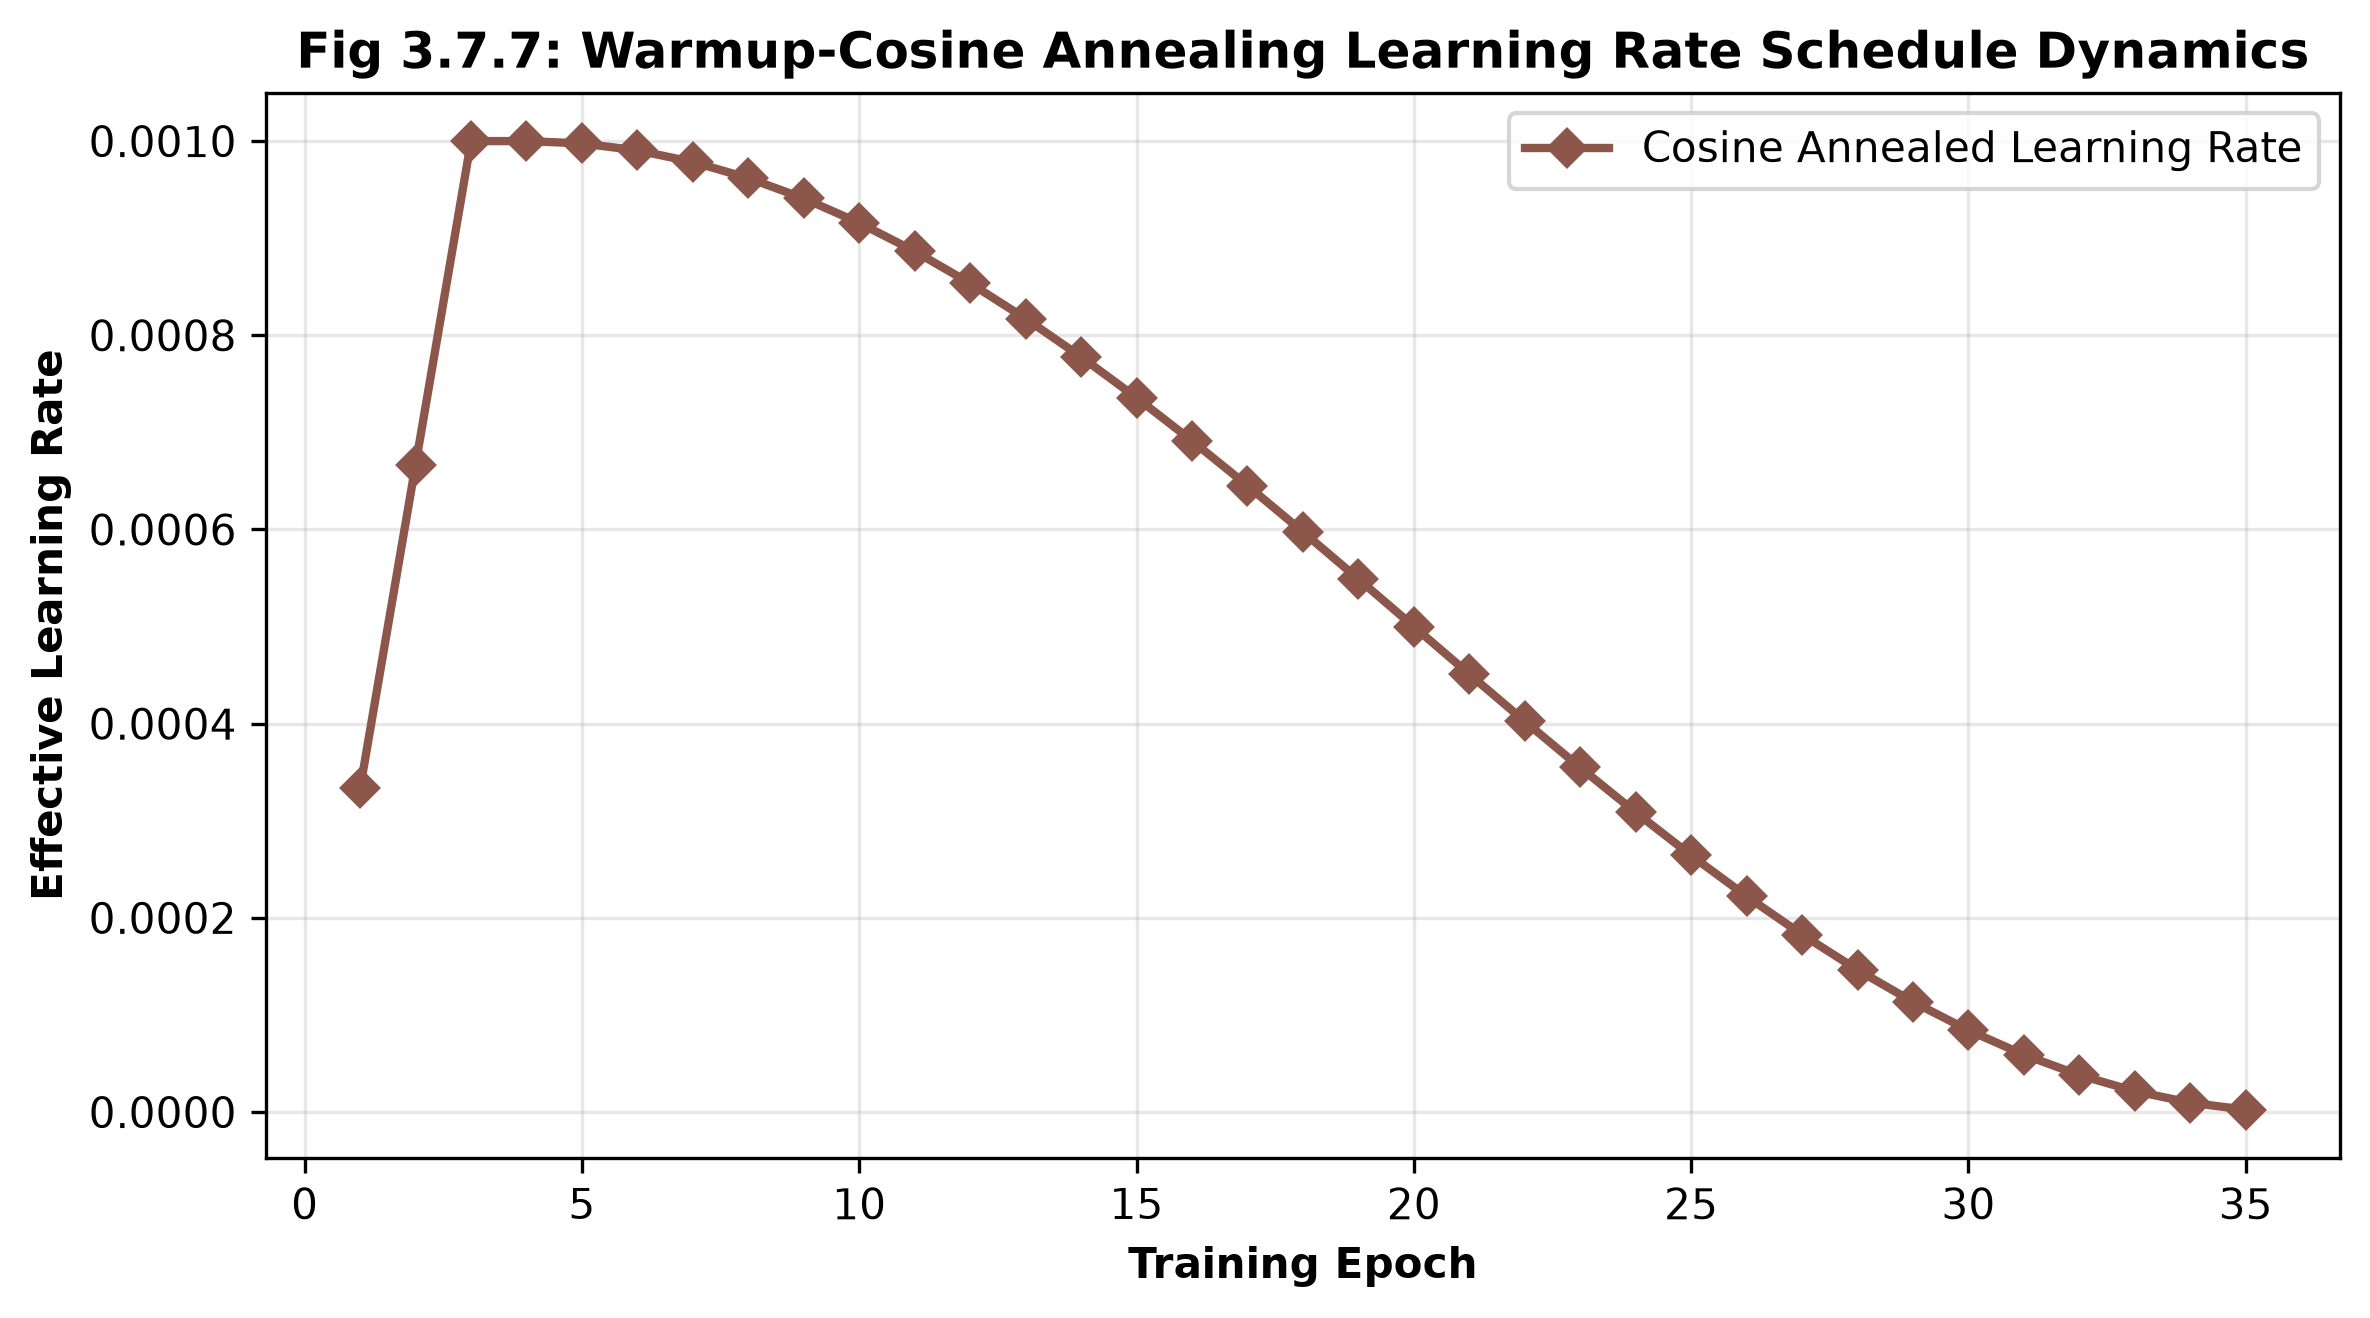 Fig 3.7.7: Warmup-Cosine Annealing Learning Rate Schedule Dynamics
Cosine Annealed Learning Rate
Effective Learning Rate
0.0010
0.0008
0.0006
0.0004
0.0002
0.0000
0 5 10 15 20 25 30 35
Training Epoch